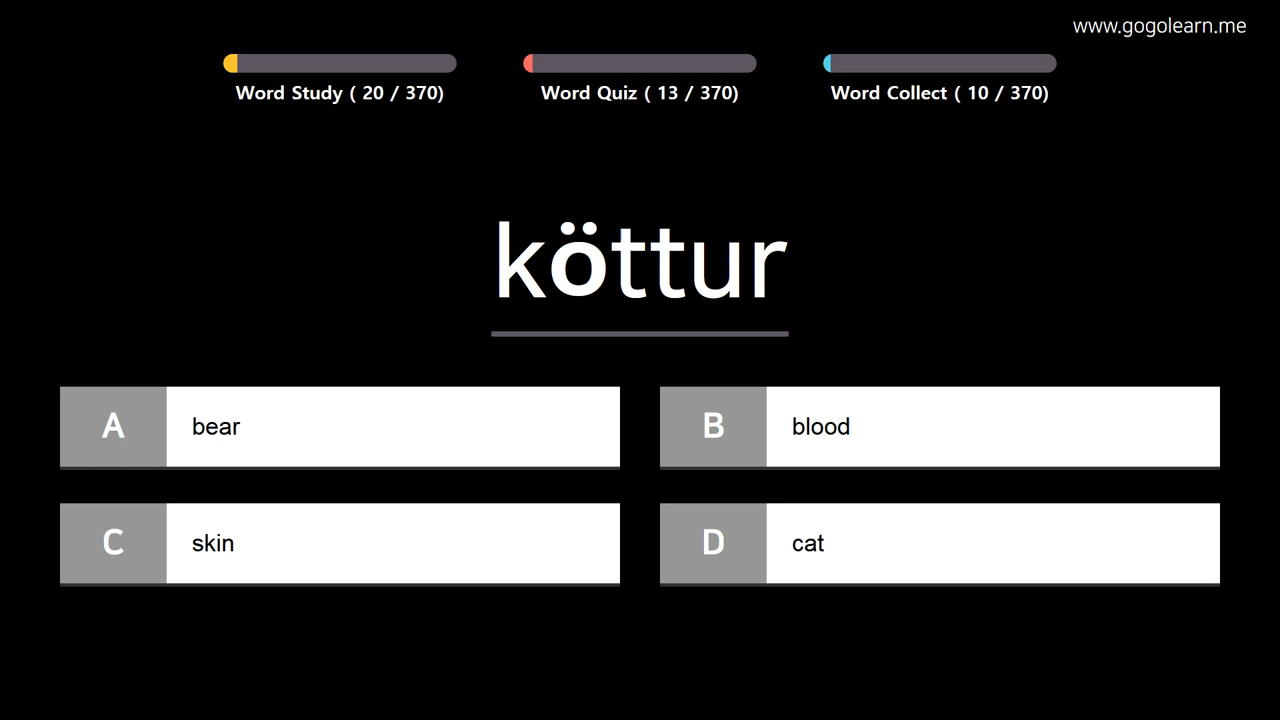 www.gogolearn.me
Word Study ( 20 / 370)
Word Quiz ( 13 / 370)
Word Collect ( 10 / 370)
köttur
A bear
B blood
C skin
D cat